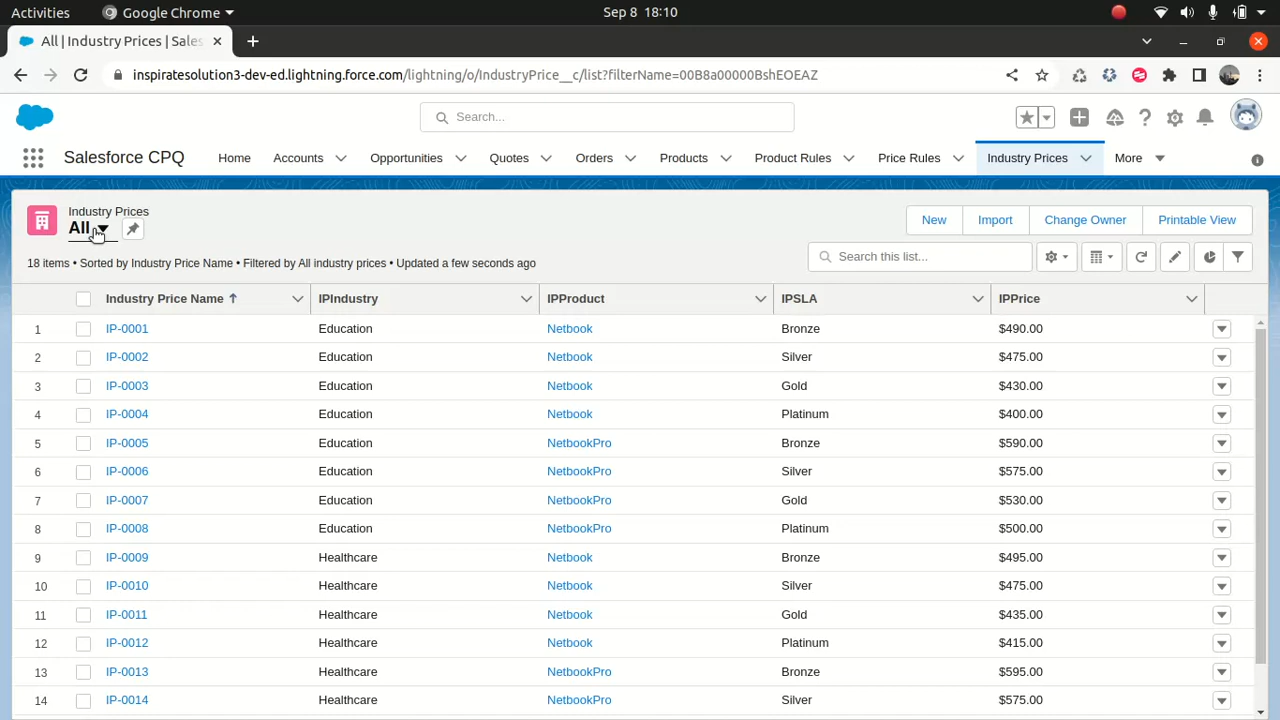 Activities Google Chrome Sep 8 18:10
All | Industry Prices | Sales
inspiratesolution3-dev-ed.lightning.force.com/lightning/o/IndustryPrice__c/list?filterName=00B8a00000BshEOEAZ
Search...
Salesforce CPQ Home Accounts Opportunities Quotes Orders Products Product Rules Price Rules Industry Prices More
Industry Prices
All
New Import Change Owner Printable View
18 items • Sorted by Industry Price Name • Filtered by All industry prices • Updated a few seconds ago
Search this list...
Industry Price Name IPIndustry IPProduct IPSLA IPPrice
1 IP-0001 Education Netbook Bronze $490.00
2 IP-0002 Education Netbook Silver $475.00
3 IP-0003 Education Netbook Gold $430.00
4 IP-0004 Education Netbook Platinum $400.00
5 IP-0005 Education NetbookPro Bronze $590.00
6 IP-0006 Education NetbookPro Silver $575.00
7 IP-0007 Education NetbookPro Gold $530.00
8 IP-0008 Education NetbookPro Platinum $500.00
9 IP-0009 Healthcare Netbook Bronze $495.00
10 IP-0010 Healthcare Netbook Silver $475.00
11 IP-0011 Healthcare Netbook Gold $435.00
12 IP-0012 Healthcare Netbook Platinum $415.00
13 IP-0013 Healthcare NetbookPro Bronze $595.00
14 IP-0014 Healthcare NetbookPro Silver $575.00